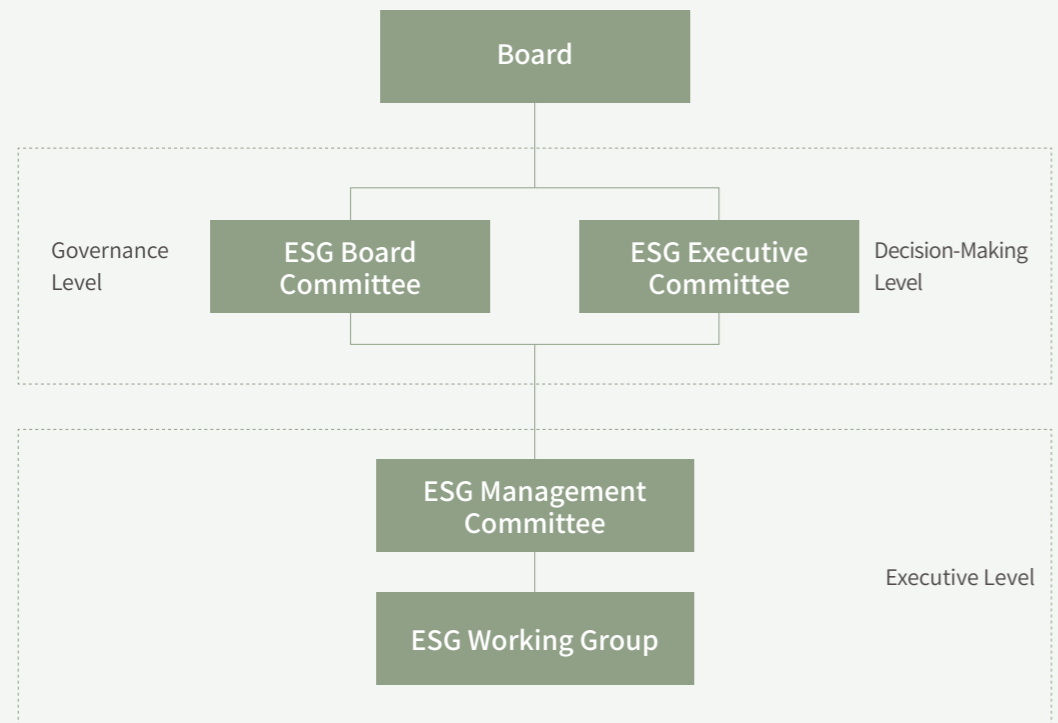 Board
Governance
Level
ESG Board
Committee
ESG Executive
Committee
Decision-Making
Level
ESG Management
Committee
Executive Level
ESG Working Group